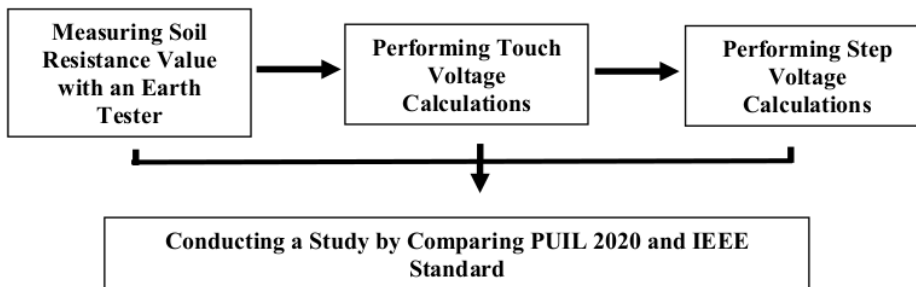 Measuring Soil
Resistance Value
with an Earth
Tester
Performing Touch
Voltage
Calculations
Performing Step
Voltage
Calculations
Conducting a Study by Comparing PUIL 2020 and IEEE
Standard